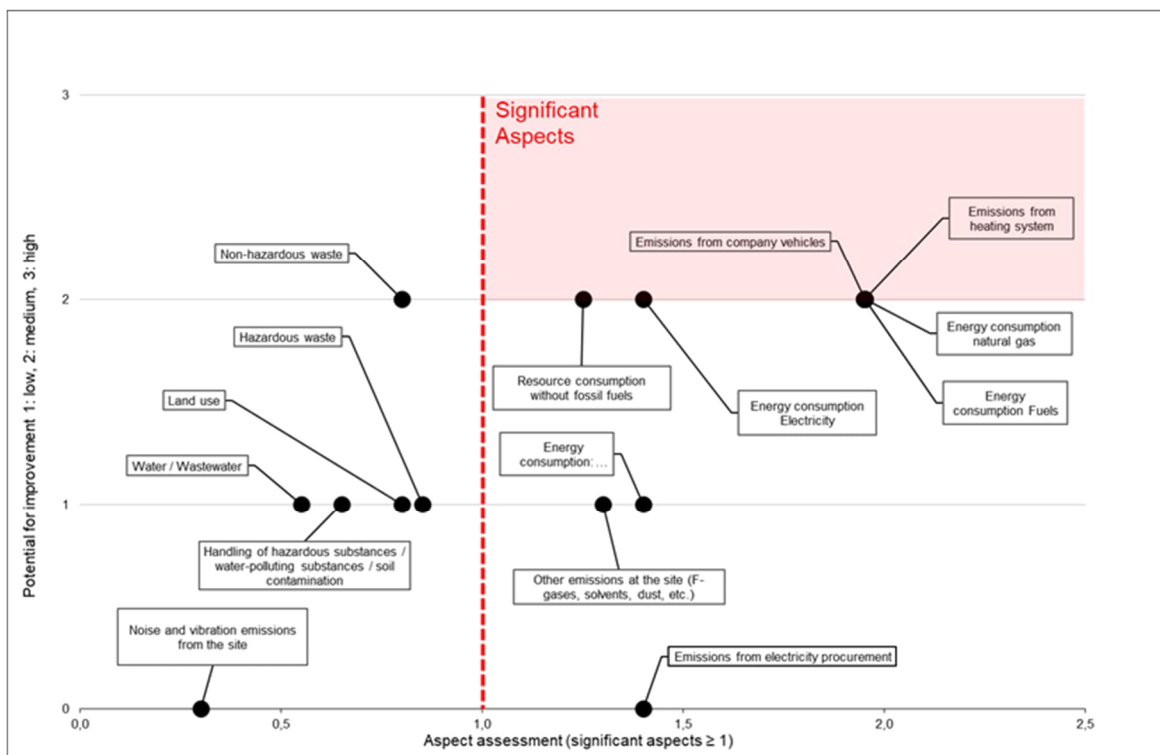 3
Significant
Aspects
Emissions from
heating system
Emissions from company vehicles
Non-hazardous waste
2
Energy consumption
natural gas
Hazardous waste
Resource consumption
without fossil fuels
Energy
consumption Fuels
Land use
Energy consumption
Electricity
Energy
consumption: ...
Water / Wastewater
1
Handling of hazardous substances /
water-polluting substances / soil
contamination
Other emissions at the site (F-
gases, solvents, dust, etc.)
Noise and vibration emissions
from the site
Emissions from electricity procurement
0
0,0
0,5
1,0
1,5
2,0
2,5
Aspect assessment (significant aspects ≥ 1)
Potential for improvement 1: low, 2: medium, 3: high